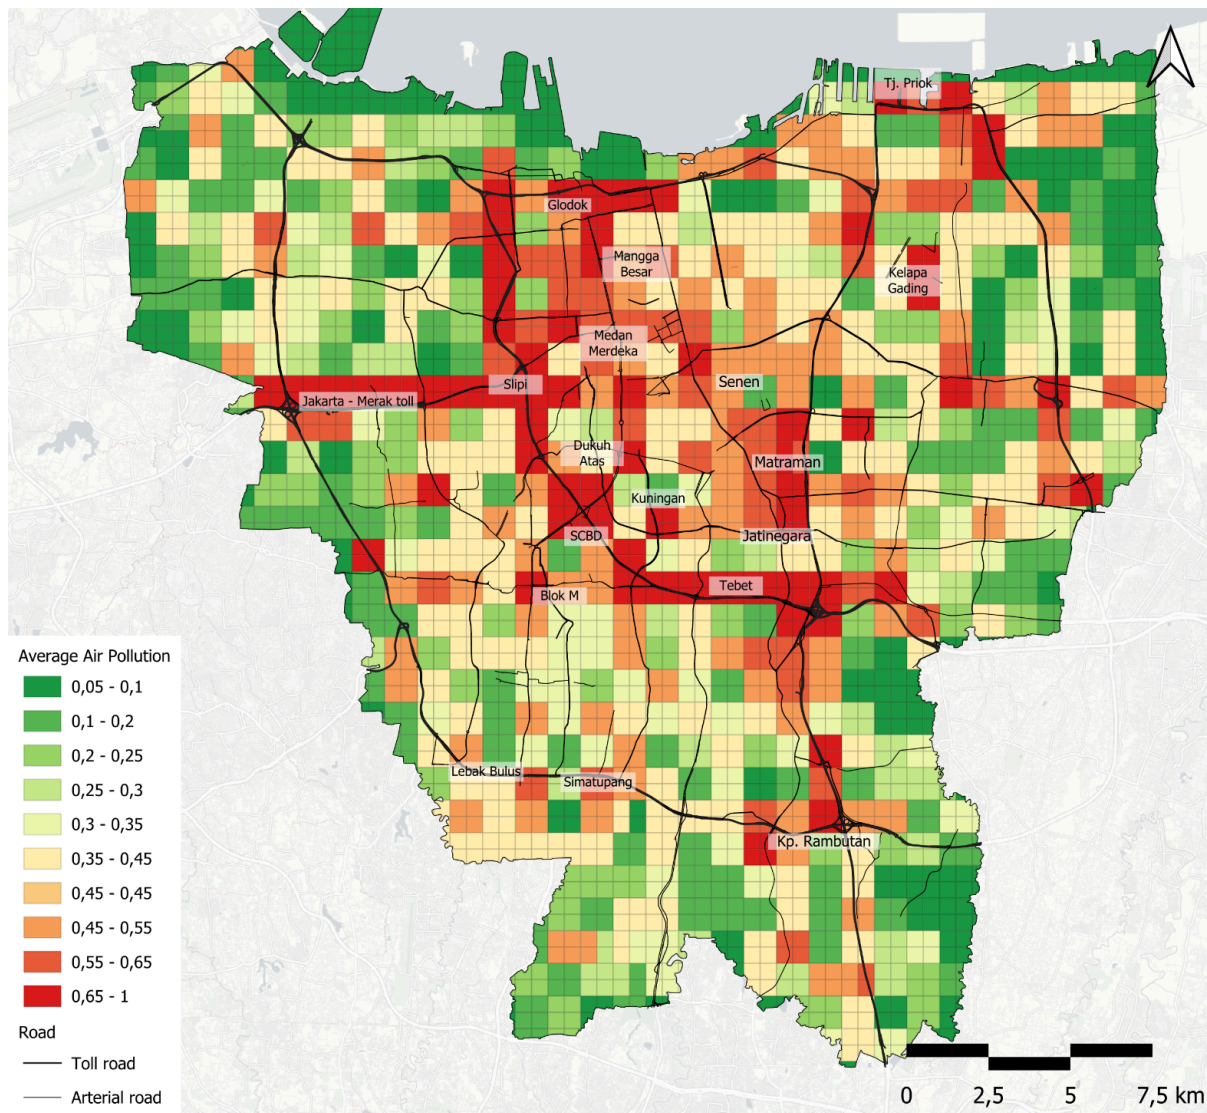 Tj. Priok
Glodok
Mangga
Besar
Kelapa
Gading
Medan
Merdeka
Slipi
Senen
Jakarta - Merak toll
Dukuh
Atas
Matraman
Kuningan
SCBD
Jatinegara
Blok M
Tebet
Lebak Bulus
Simatupang
Kp. Rambutan
Average Air Pollution
0,05 - 0,1
0,1 - 0,2
0,2 - 0,25
0,25 - 0,3
0,3 - 0,35
0,35 - 0,45
0,45 - 0,45
0,45 - 0,55
0,55 - 0,65
0,65 - 1
Road
Toll road
Arterial road
0 2,5 5 7,5 km